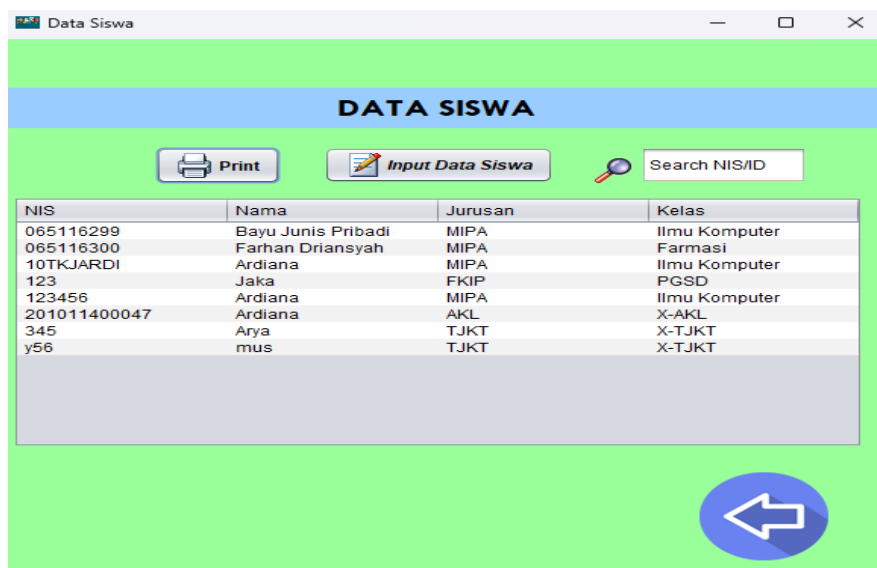 Data Siswa
DATA SISWA
Print Input Data Siswa Search NIS/ID
NIS Nama Jurusan Kelas
065116299 Bayu Junis Pribadi MIPA Ilmu Komputer
065116300 Farhan Driansyah MIPA Farmasi
10TKJARDI Ardiana MIPA Ilmu Komputer
123 Jaka FKIP PGSD
123456 Ardiana MIPA Ilmu Komputer
201011400047 Ardiana AKL X-AKL
345 Arya TJKT X-TJKT
y56 mus TJKT X-TJKT